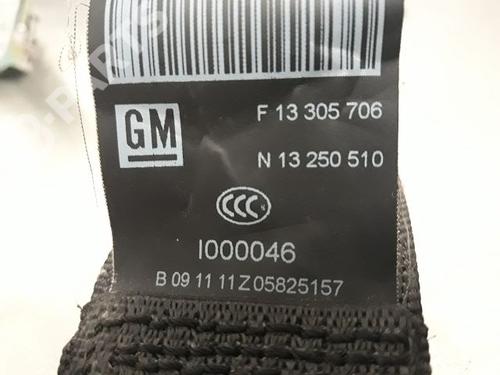 GM
F 13 305 706
N 13 250 510
CCC
I000046
B 09 11 11Z05825157